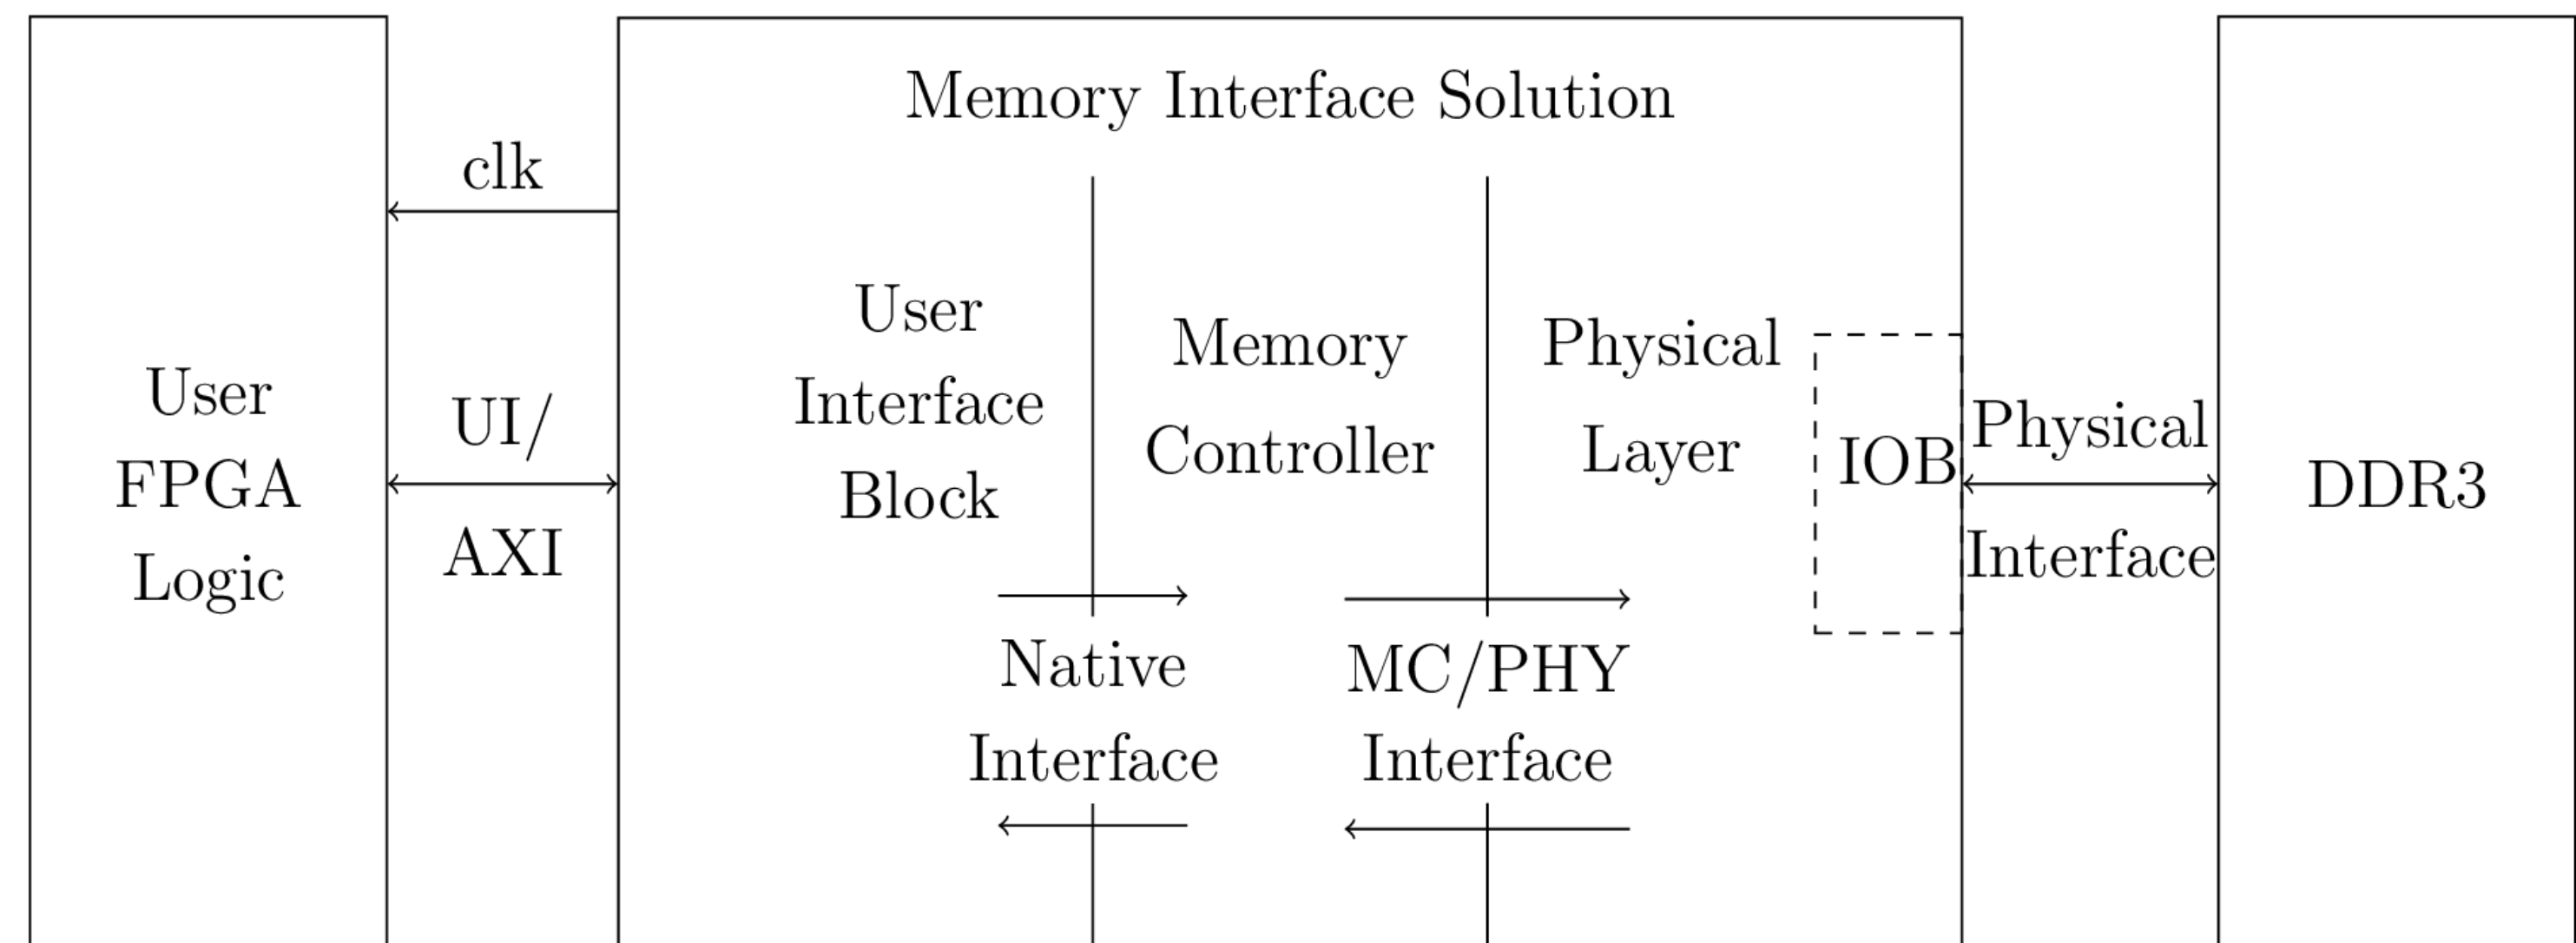 Memory Interface Solution
clk
User
FPGA
Logic
UI/
AXI
User
Interface
Block
Native
Interface
Memory
Controller
MC/PHY
Interface
Physical
Layer
IOB
Physical
Interface
DDR3